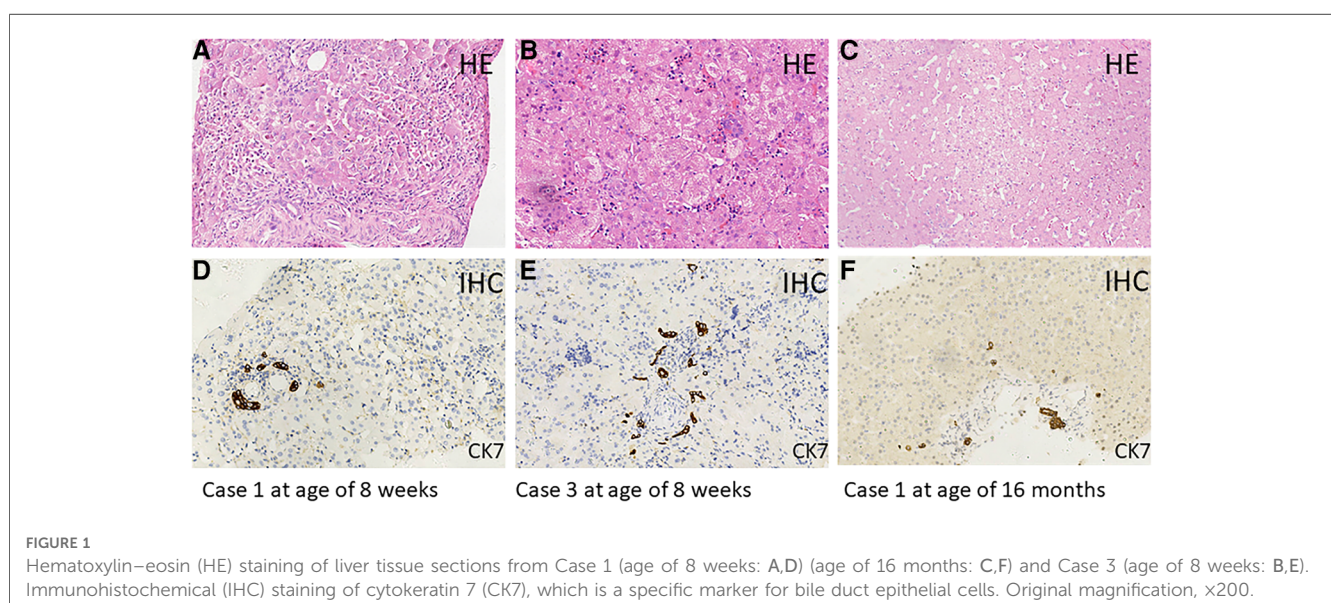 A HE B HE C HE
D IHC E IHC F IHC
CK7 CK7 CK7
Case 1 at age of 8 weeks Case 3 at age of 8 weeks Case 1 at age of 16 months
FIGURE 1
Hematoxylin–eosin (HE) staining of liver tissue sections from Case 1 (age of 8 weeks: A,D) (age of 16 months: C,F) and Case 3 (age of 8 weeks: B,E).
Immunohistochemical (IHC) staining of cytokeratin 7 (CK7), which is a specific marker for bile duct epithelial cells. Original magnification, ×200.